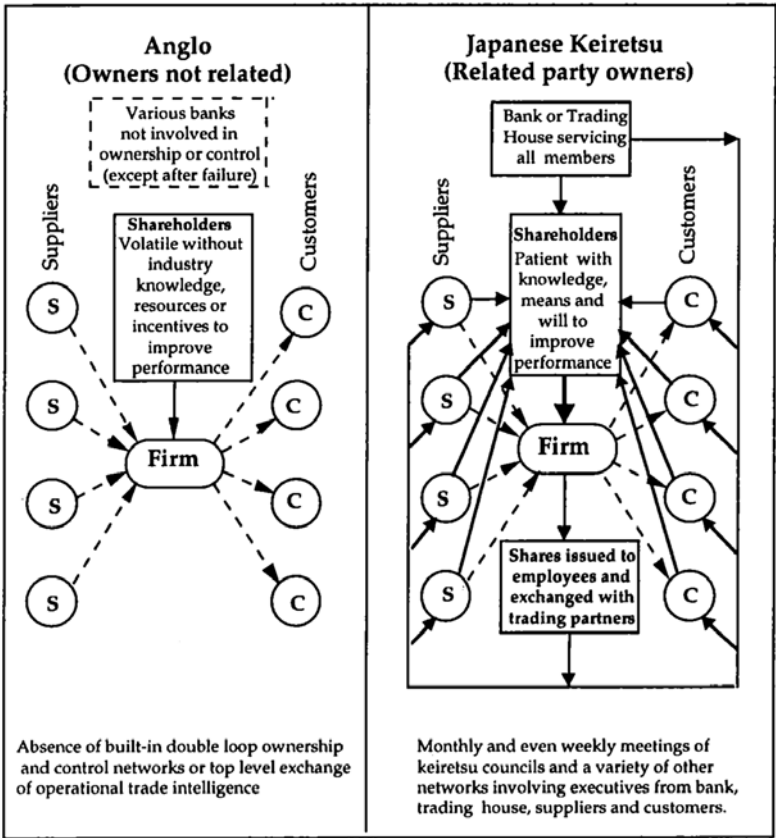 Anglo
(Owners not related)
Various banks
not involved in
ownership or control
(except after failure)
Suppliers
Customers
Shareholders
Volatile without
industry
knowledge,
resources or
incentives to
improve
performance
S
S
S
S
C
C
C
C
Firm
Absence of built-in double loop ownership
and control networks or top level exchange
of operational trade intelligence
Japanese Keiretsu
(Related party owners)
Bank or Trading
House servicing
all members
Suppliers
Customers
Shareholders
Patient with
knowledge,
means and
will to
improve
performance
S
S
S
S
C
C
C
C
Firm
Shares issued to
employees and
exchanged with
trading partners
Monthly and even weekly meetings of
keiretsu councils and a variety of other
networks involving executives from bank,
trading house, suppliers and customers.